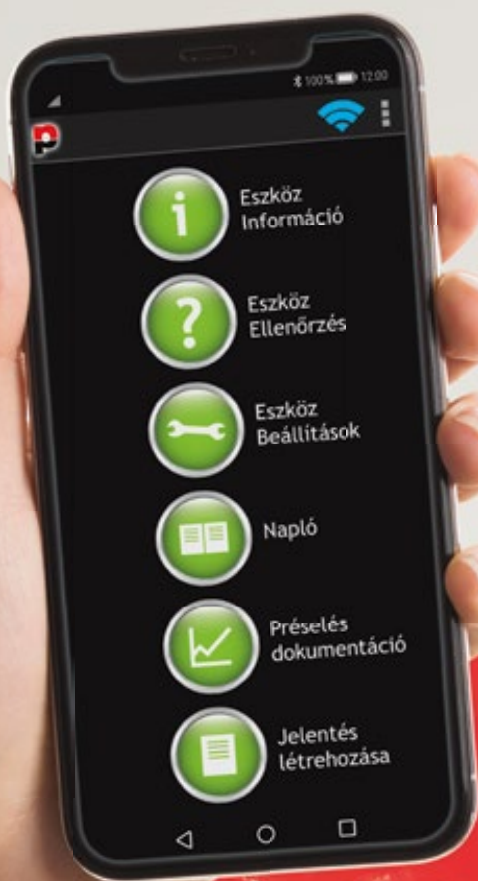 100% 12:00
Eszköz
Információ
Eszköz
Ellenőrzés
Eszköz
Beállítások
Napló
Préselés
dokumentáció
Jelentés
létrehozása